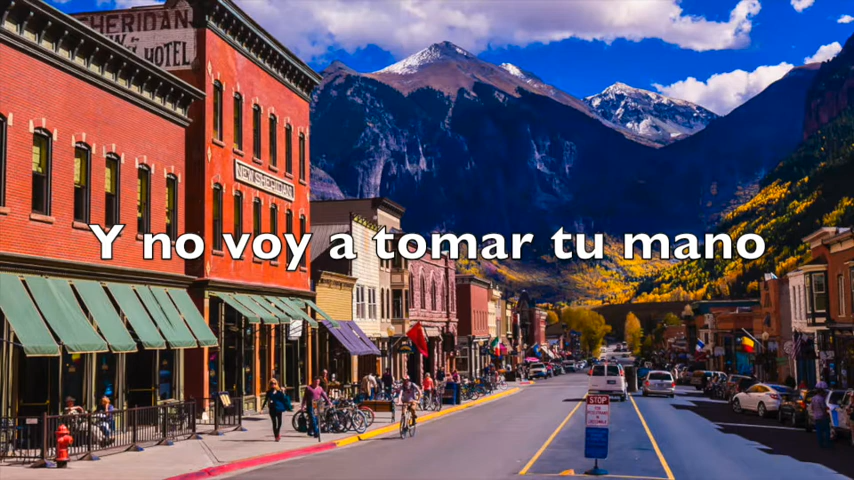 SHERIDAN
HOTEL
NEW SHERIDAN
Y no voy a tomar tu mano
STOP